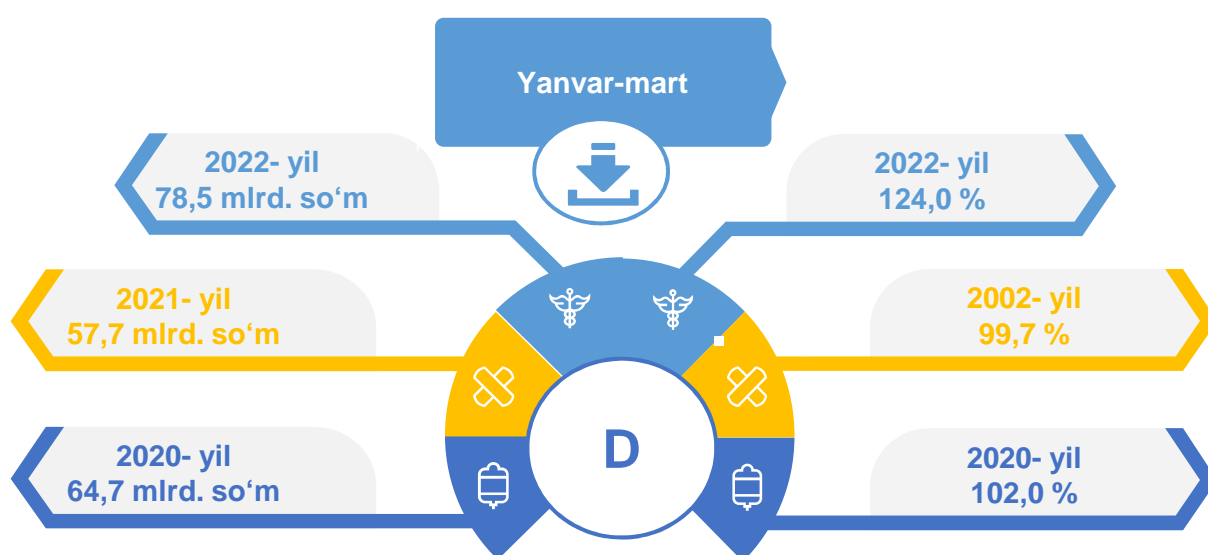 Yanvar-mart
2022- yil
78,5 mlrd. so‘m
2022- yil
124,0 %
2021- yil
57,7 mlrd. so‘m
2002- yil
99,7 %
2020- yil
64,7 mlrd. so‘m
2020- yil
102,0 %
D